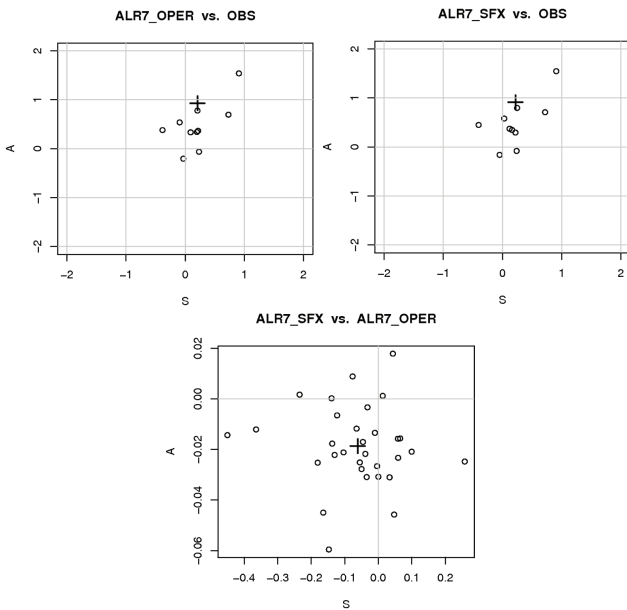 ALR7_OPER vs. OBS
2
1
0
−1
−2
A
−2 −1 0 1 2
S
ALR7_SFX vs. OBS
2
1
0
−1
−2
A
−2 −1 0 1 2
S
ALR7_SFX vs. ALR7_OPER
0.02
0.00
−0.02
−0.04
−0.06
A
−0.4 −0.3 −0.2 −0.1 0.0 0.1 0.2
S